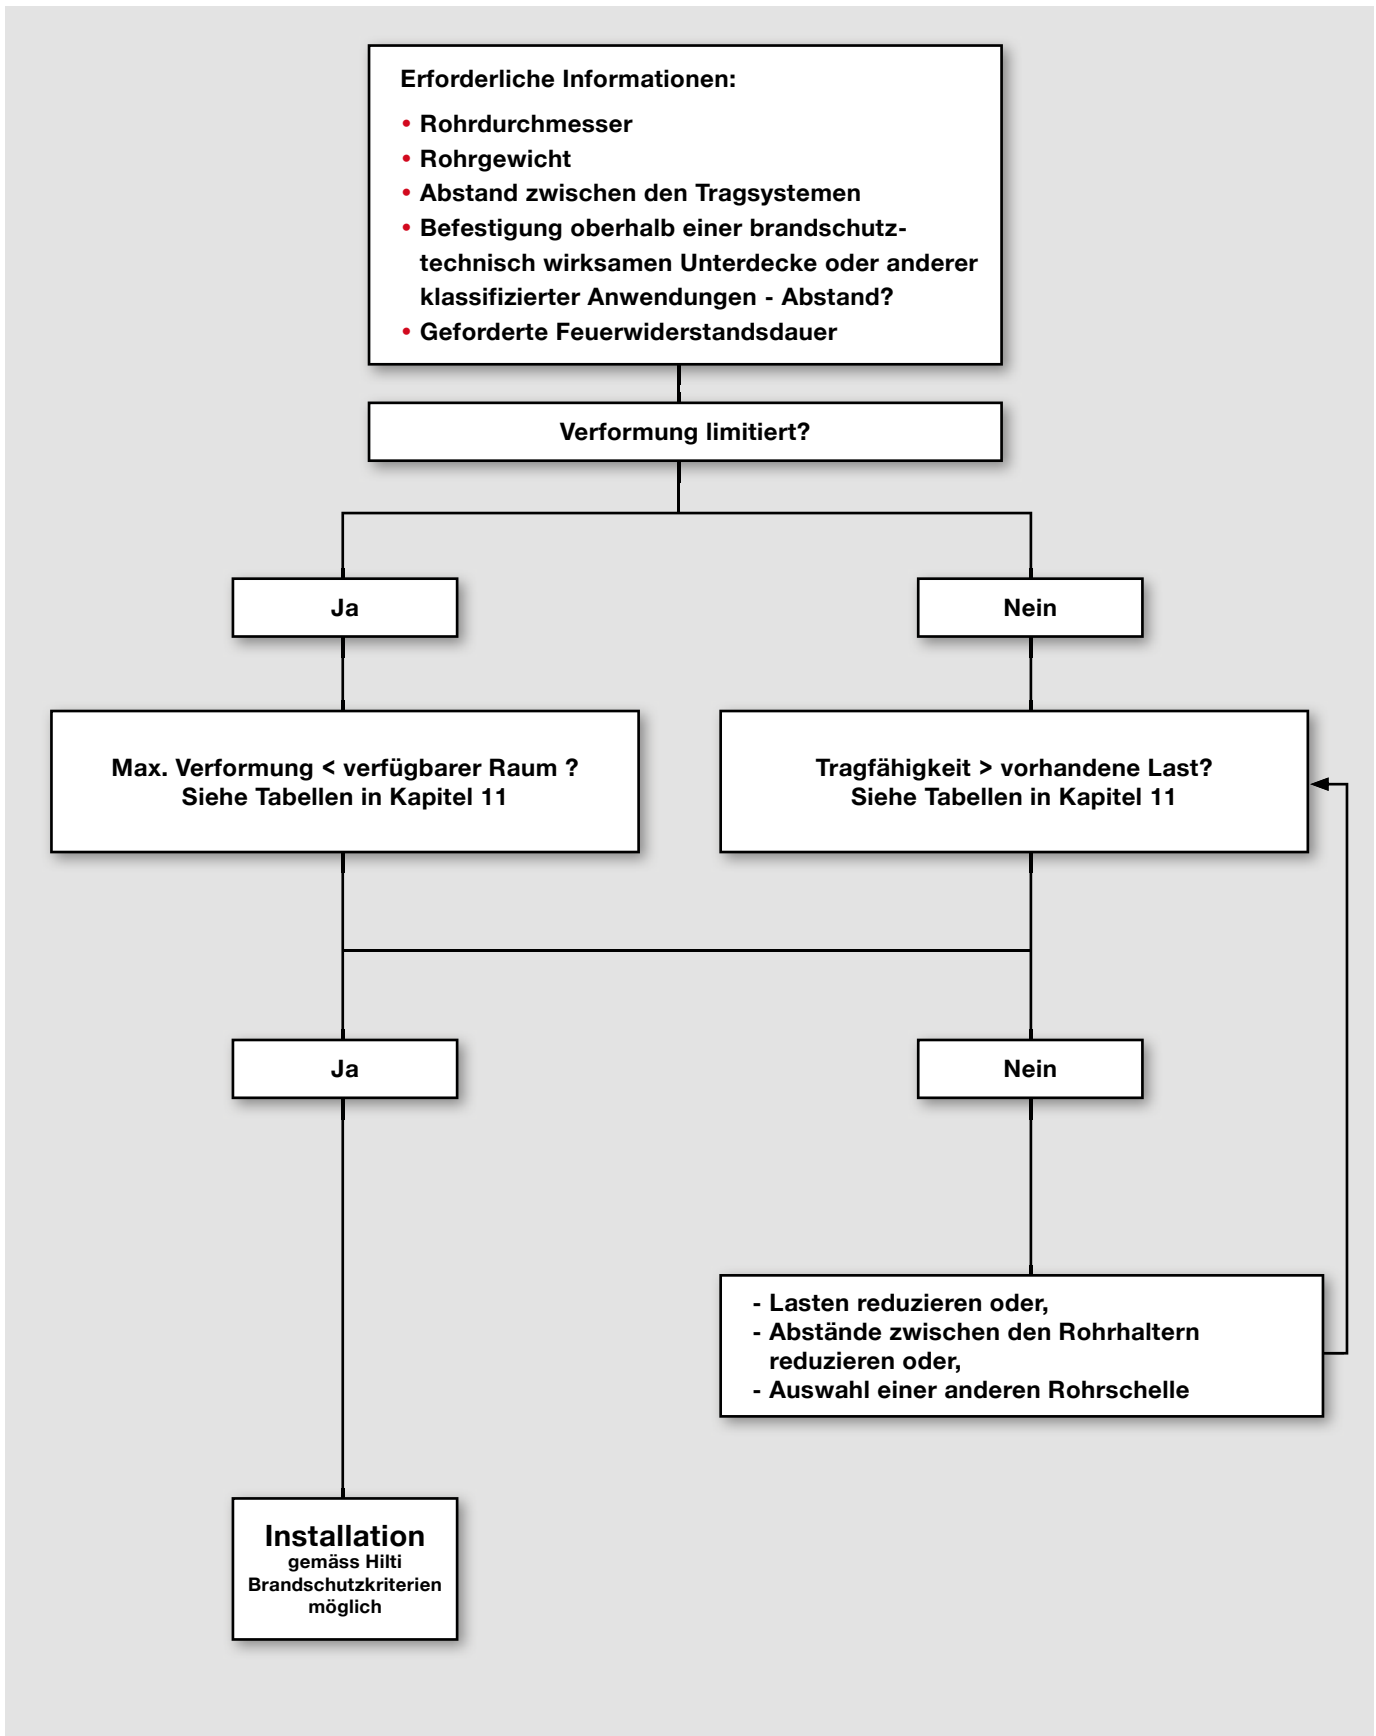 Erforderliche Informationen:
• Rohrdurchmesser
• Rohrgewicht
• Abstand zwischen den Tragsystemen
• Befestigung oberhalb einer brandschutz-
technisch wirksamen Unterdecke oder anderer
klassifizierter Anwendungen - Abstand?
• Geforderte Feuerwiderstandsdauer
Verformung limitiert?
Ja
Nein
Max. Verformung < verfügbarer Raum ?
Siehe Tabellen in Kapitel 11
Tragfähigkeit > vorhandene Last?
Siehe Tabellen in Kapitel 11
Ja
Nein
- Lasten reduzieren oder,
- Abstände zwischen den Rohrhaltern
reduzieren oder,
- Auswahl einer anderen Rohrschelle
Installation
gemäss Hilti
Brandschutzkriterien
möglich